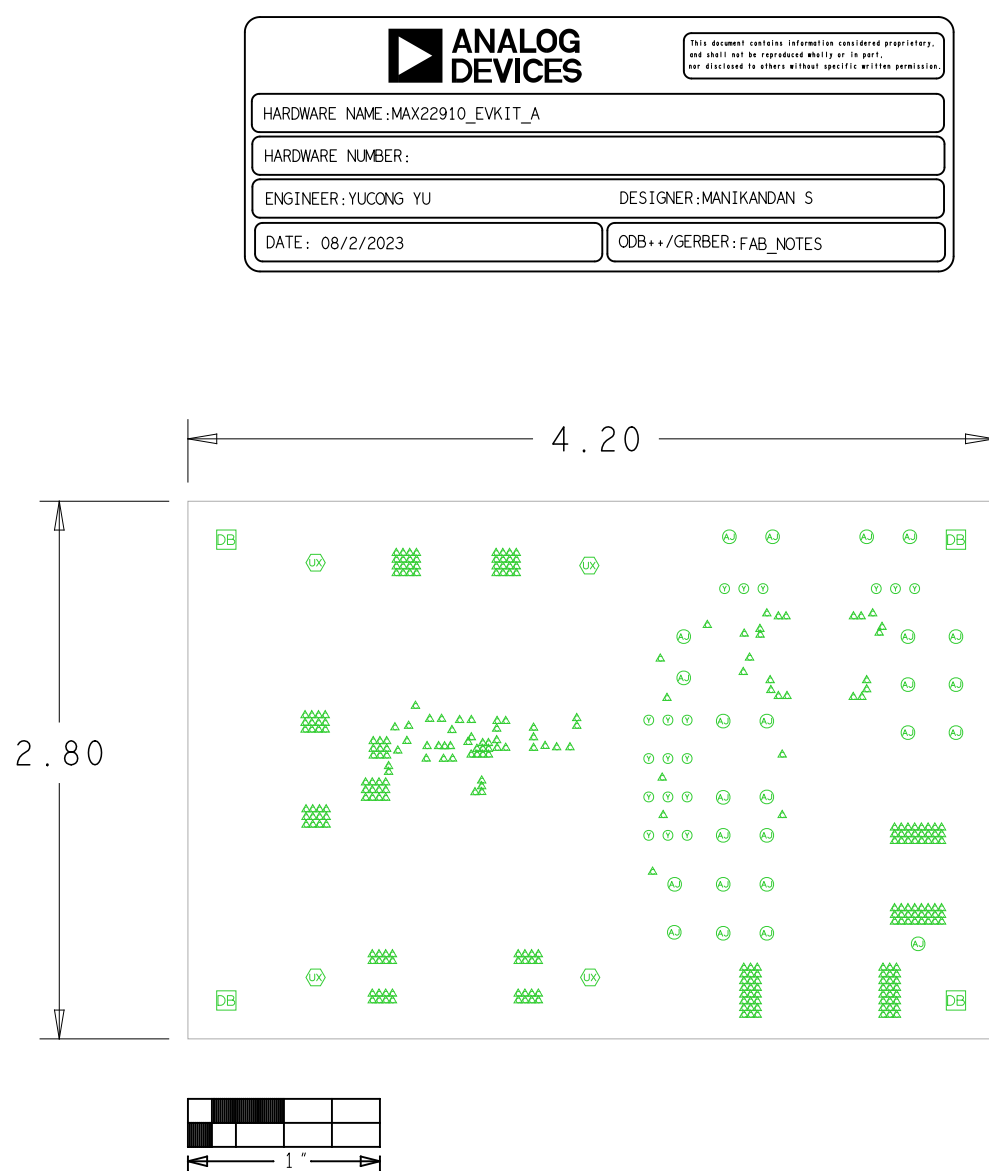 ANALOG
DEVICES
This document contains information considered proprietary,
and shall not be reproduced wholly or in part,
nor disclosed to others without specific written permission.
HARDWARE NAME:MAX22910_EVKIT_A
HARDWARE NUMBER:
ENGINEER:YUCONG YU DESIGNER:MANIKANDAN S
DATE: 08/2/2023 ODB++/GERBER:FAB_NOTES
4.20
DB AJ AJ AJ AJ DB
UX UX
Y Y Y Y Y Y
AJ AJ AJ
AJ AJ AJ
Y Y Y AJ AJ AJ AJ
2.80
Y Y Y
Y Y Y AJ AJ
Y Y Y AJ AJ
AJ AJ AJ
AJ AJ AJ
AJ
UX UX
DB DB
1"